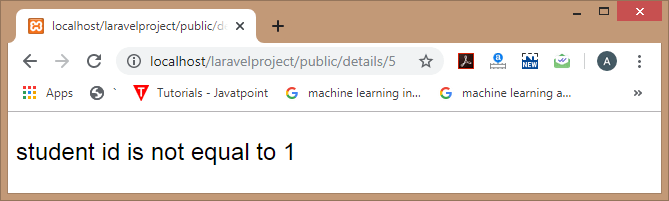 localhost/laravelproject/public/de
localhost/laravelproject/public/details/5
NEW
A
Apps
`
Tutorials - Javatpoint
machine learning in...
machine learning a...
»
student id is not equal to 1